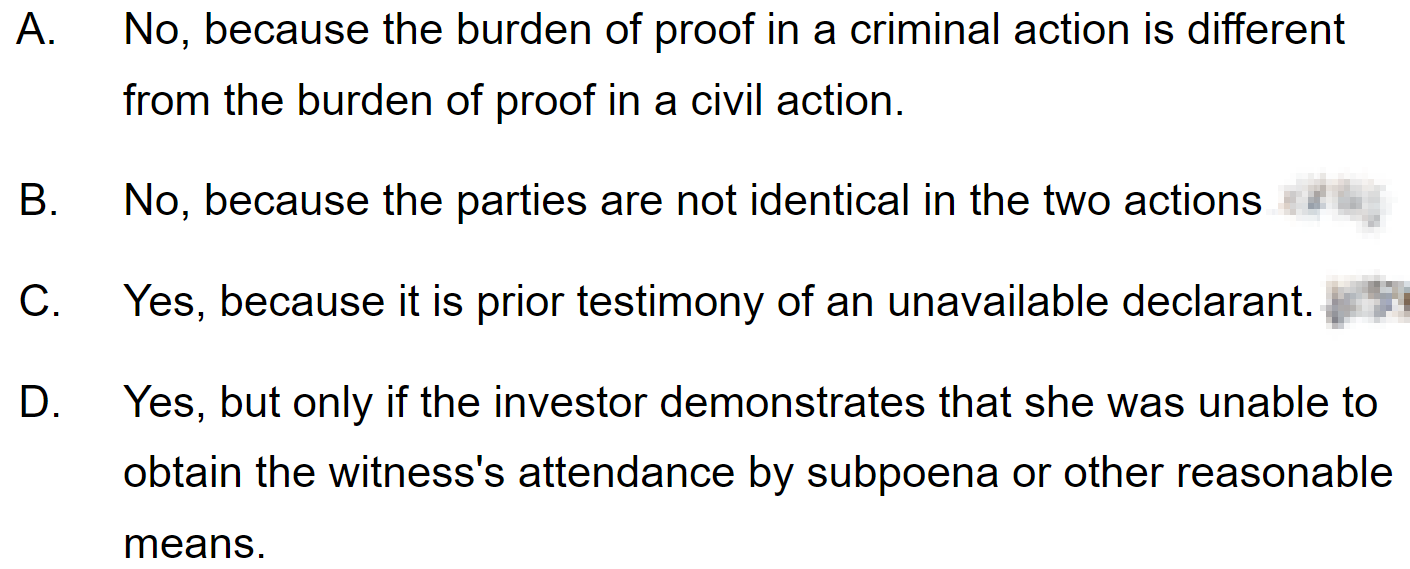 A. No, because the burden of proof in a criminal action is different
from the burden of proof in a civil action.
B. No, because the parties are not identical in the two actions
C. Yes, because it is prior testimony of an unavailable declarant.
D. Yes, but only if the investor demonstrates that she was unable to
obtain the witness's attendance by subpoena or other reasonable
means.